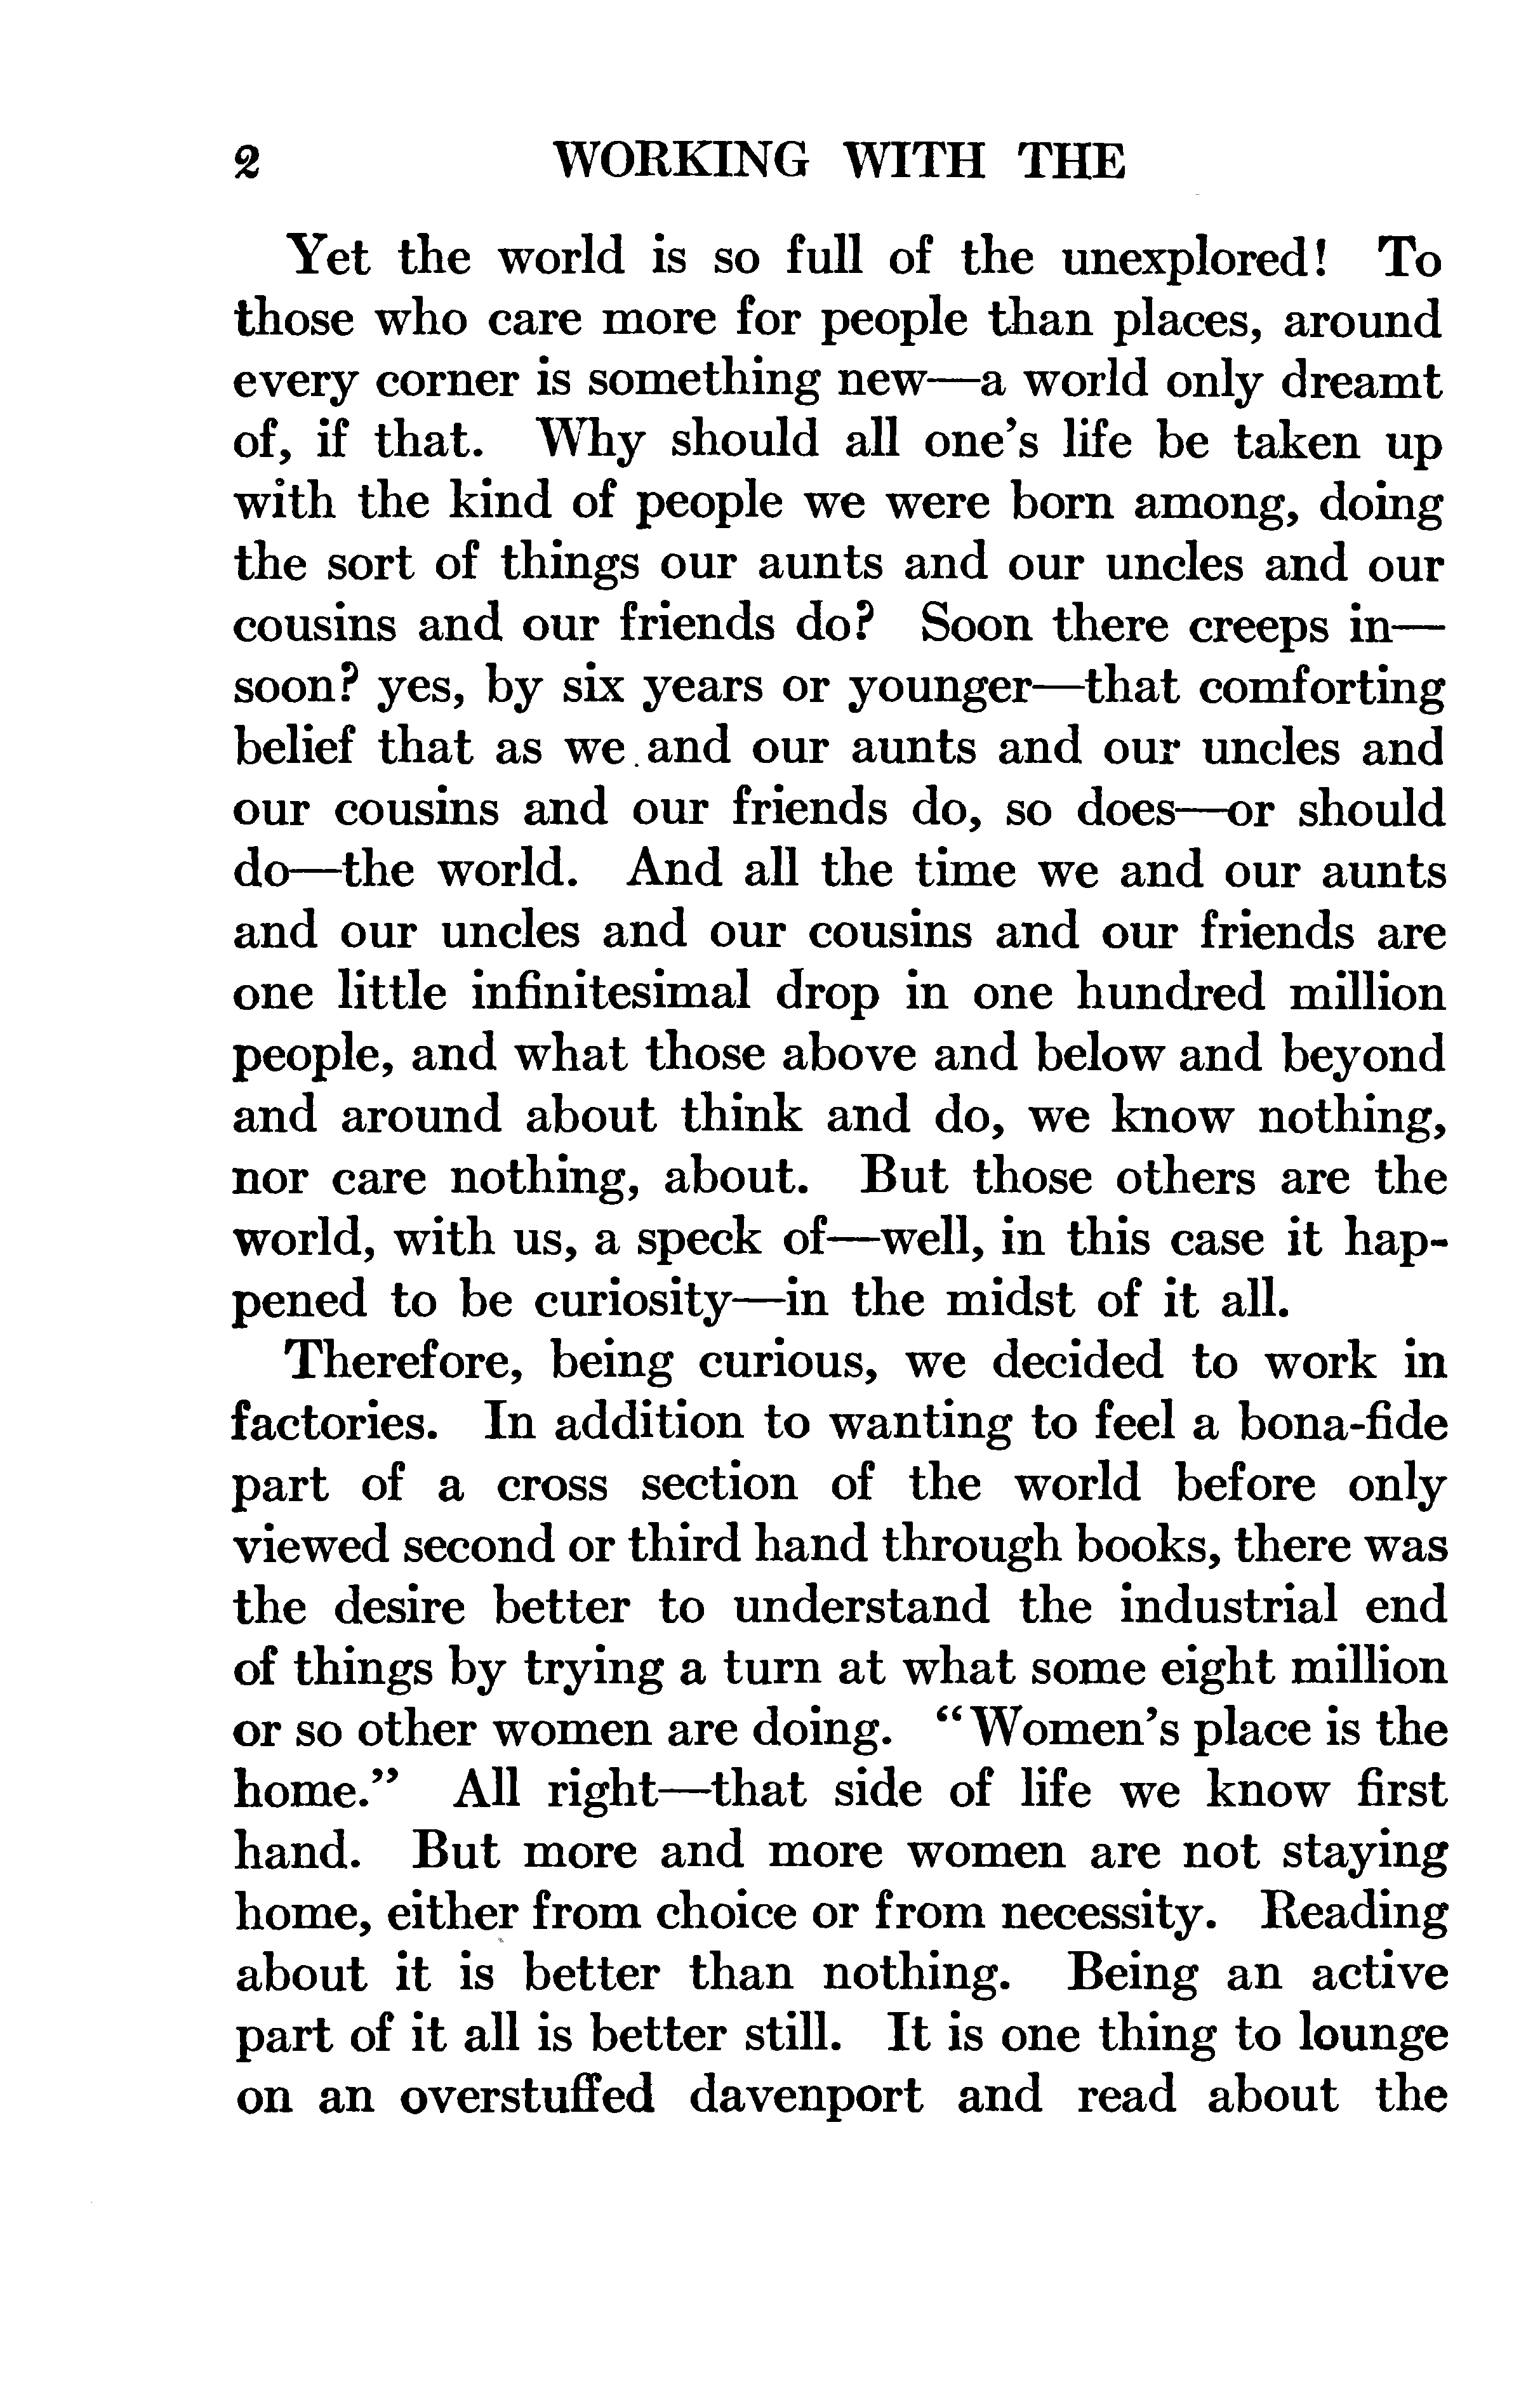 2 WORKING WITH THE
Yet the world is so full of the unexplored! To
those who care more for people than places, around
every corner is something new—a world only dreamt
of, if that. Why should all one's life be taken up
with the kind of people we were born among, doing
the sort of things our aunts and our uncles and our
cousins and our friends do? Soon there creeps in—
soon? yes, by six years or younger—that comforting
belief that as we and our aunts and our uncles and
our cousins and our friends do, so does—or should
do—the world. And all the time we and our aunts
and our uncles and our cousins and our friends are
one little infinitesimal drop in one hundred million
people, and what those above and below and beyond
and around about think and do, we know nothing,
nor care nothing, about. But those others are the
world, with us, a speck of—well, in this case it hap-
pened to be curiosity—in the midst of it all.
Therefore, being curious, we decided to work in
factories. In addition to wanting to feel a bona-fide
part of a cross section of the world before only
viewed second or third hand through books, there was
the desire better to understand the industrial end
of things by trying a turn at what some eight million
or so other women are doing. “Women's place is the
home.” All right—that side of life we know first
hand. But more and more women are not staying
home, either from choice or from necessity. Reading
about it is better than nothing. Being an active
part of it all is better still. It is one thing to lounge
on an overstuffed davenport and read about the